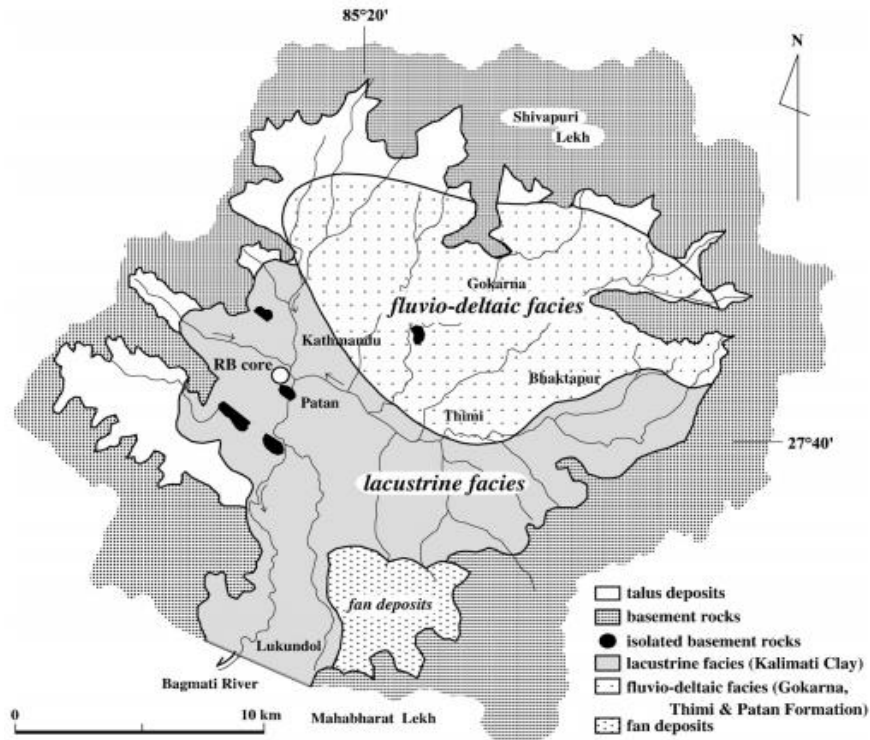 85°20'
N
Shivapuri
Lekh
Gokarna
fluvio-deltaic facies
Kathmandu
RB core
Bhaktapur
Patan
Thimi
27°40'
lacustrine facies
fan deposits
Lukundol
Bagmati River
0
10 km
Mahabharat Lekh
talus deposits
basement rocks
isolated basement rocks
lacustrine facies (Kalimati Clay)
fluvio-deltaic facies (Gokarna,
Thimi & Patan Formation)
fan deposits